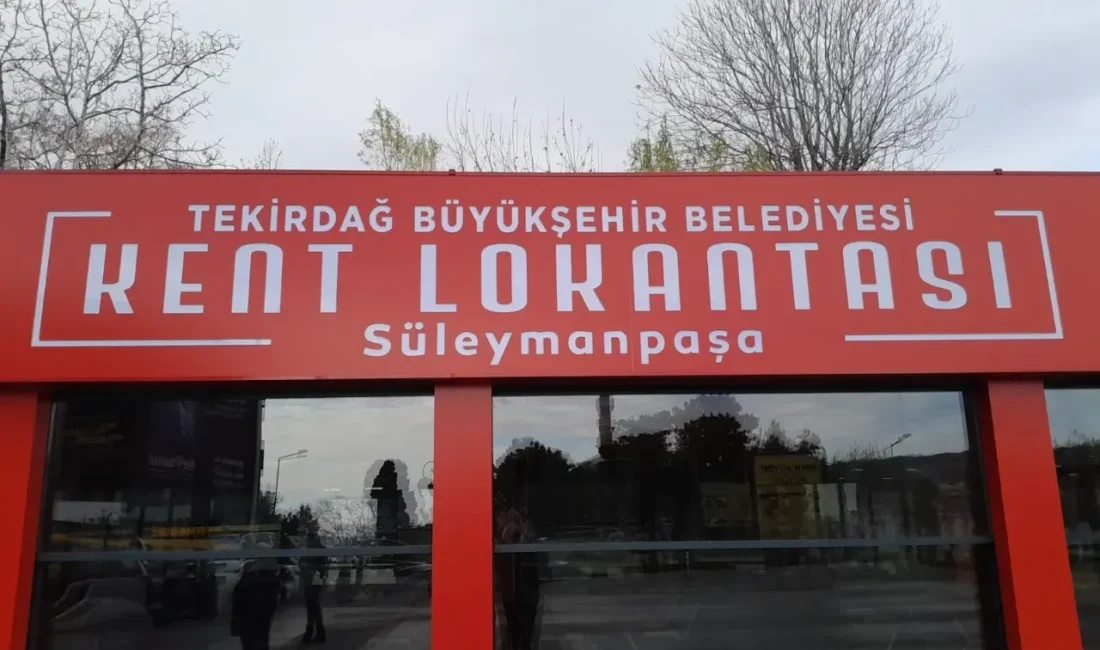 TEKİRDAĞ BÜYÜKŞEHİR BELEDİYESİ
KENT LOKANTASI
Süleymanpaşa